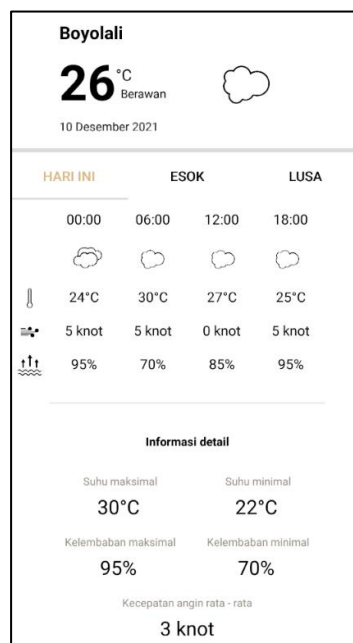 Boyolali
26 °C
Berawan
10 Desember 2021
HARI INI ESOK LUSA
00:00 06:00 12:00 18:00
24°C 30°C 27°C 25°C
5 knot 5 knot 0 knot 5 knot
95% 70% 85% 95%
Informasi detail
Suhu maksimal Suhu minimal
30°C 22°C
Kelembaban maksimal Kelembaban minimal
95% 70%
Kecepatan angin rata - rata
3 knot